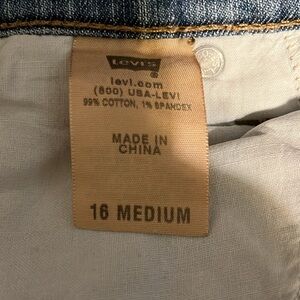 LEVI'S
®
levi.com
(800) USA-LEVI
99% COTTON, 1% SPANDEX
MADE IN
CHINA
16 MEDIUM